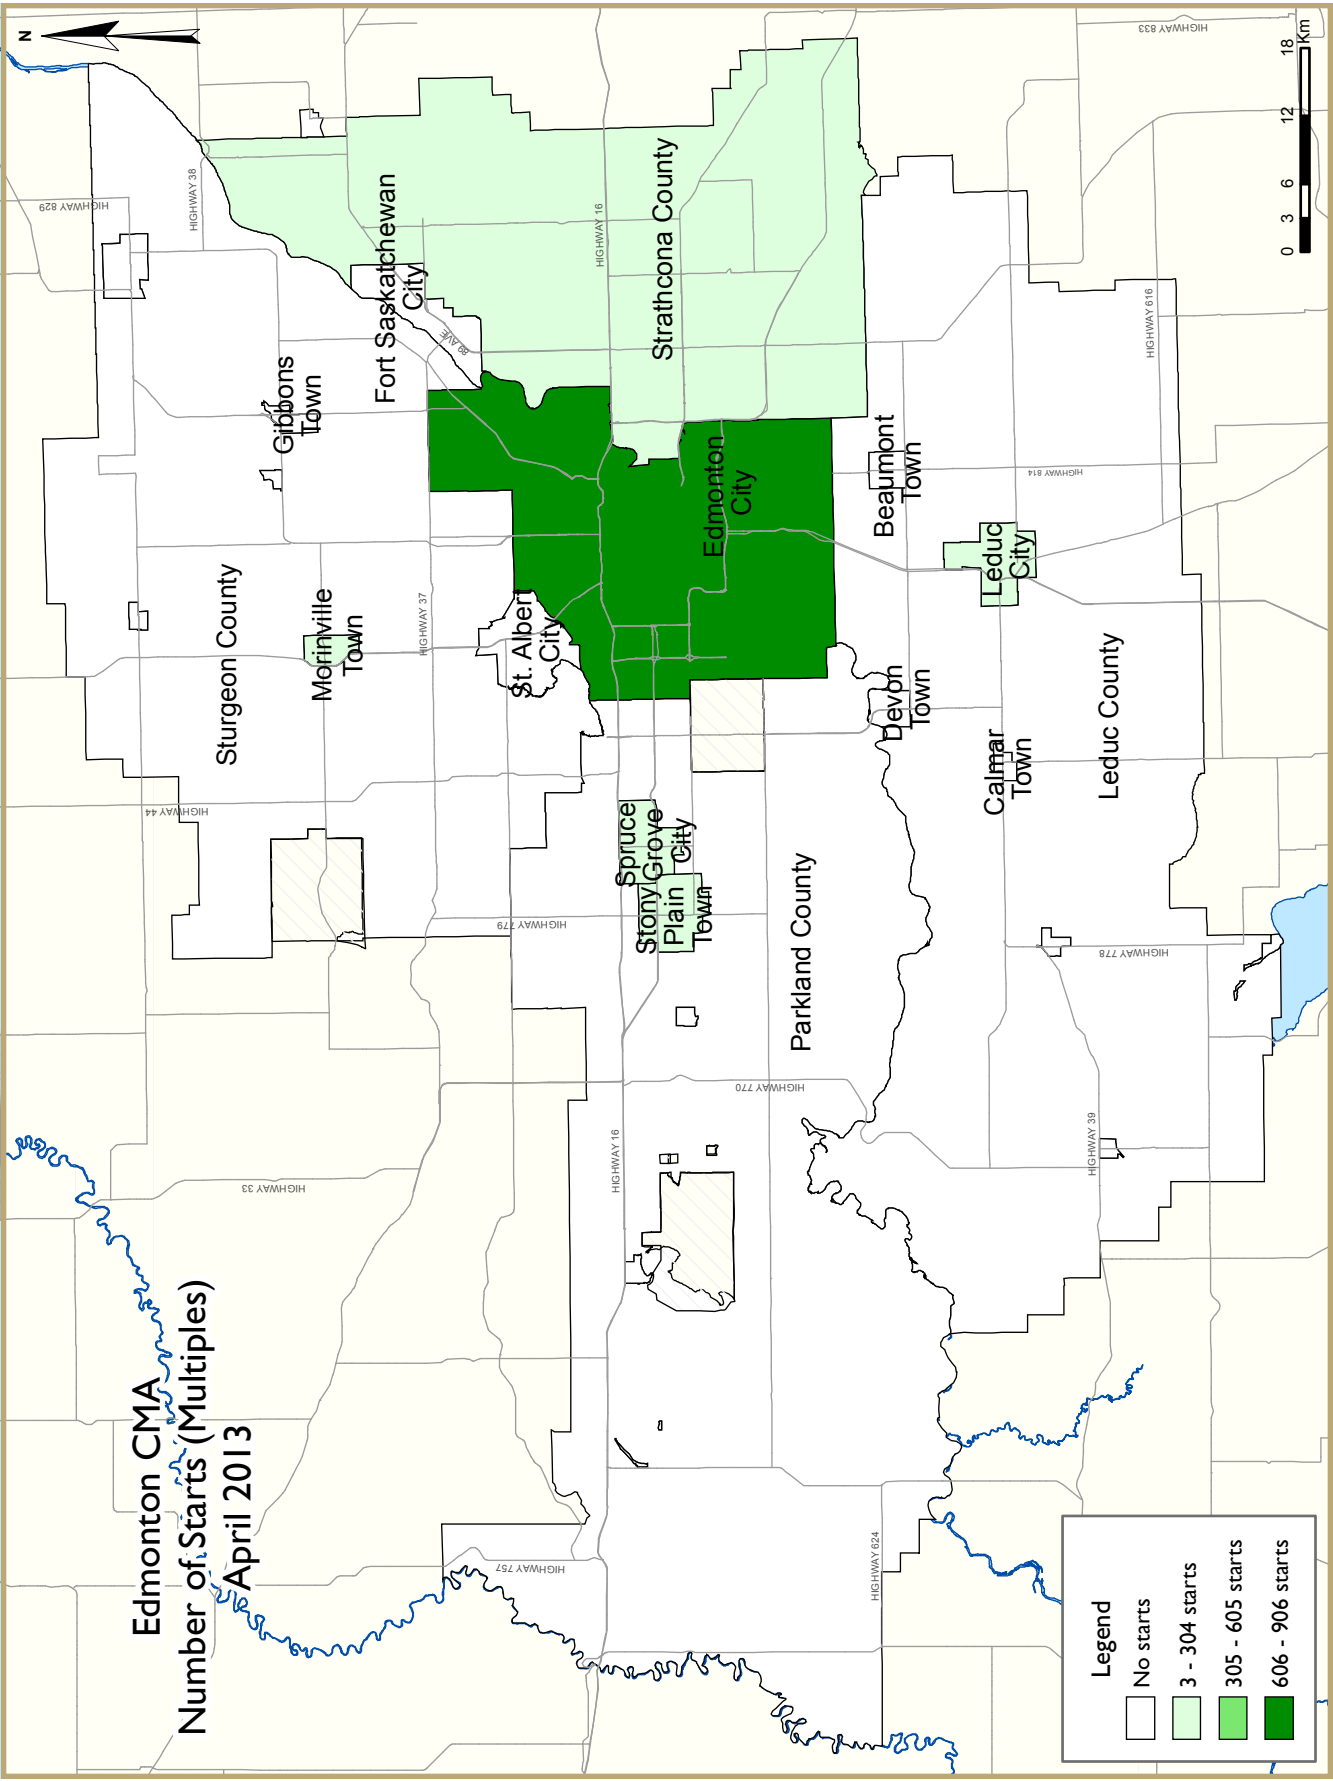 Edmonton CMA
Number of Starts (Multiples)
April 2013
N
HIGHWAY 829
HIGHWAY 38
HIGHWAY 833
Gibbons
Town
Fort Saskatchewan
City
89 AVE
HIGHWAY 16
Strathcona County
Sturgeon County
Morinville
Town
HIGHWAY 37
St. Albert
City
Edmonton
City
HIGHWAY 44
HIGHWAY 779
Spruce
Grove
City
Stony
Plain
Town
Parkland County
HIGHWAY 770
HIGHWAY 33
HIGHWAY 16
HIGHWAY 757
HIGHWAY 624
Beaumont
Town
HIGHWAY 814
HIGHWAY 616
Leduc
City
Devon
Town
Calmar
Town
Leduc County
HIGHWAY 778
HIGHWAY 39
Legend
No starts
3 - 304 starts
305 - 605 starts
606 - 906 starts
0 3 6 12 18
Km